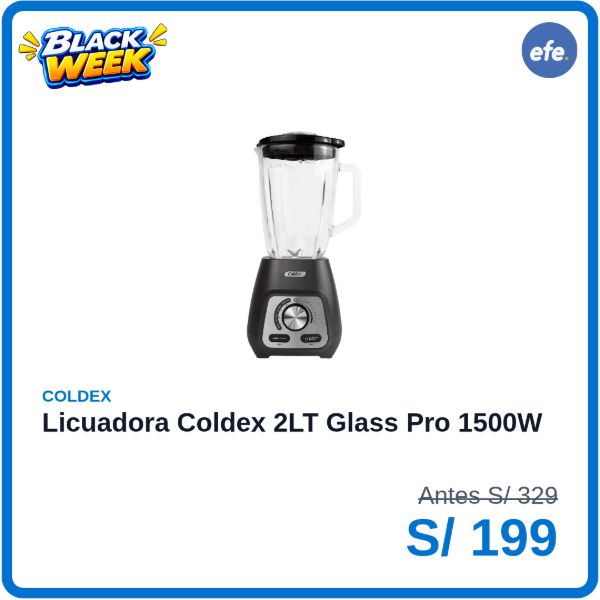 BLACK
WEEK
efe.
COLDEX
Licuadora Coldex 2LT Glass Pro 1500W
Antes S/ 329
S/ 199